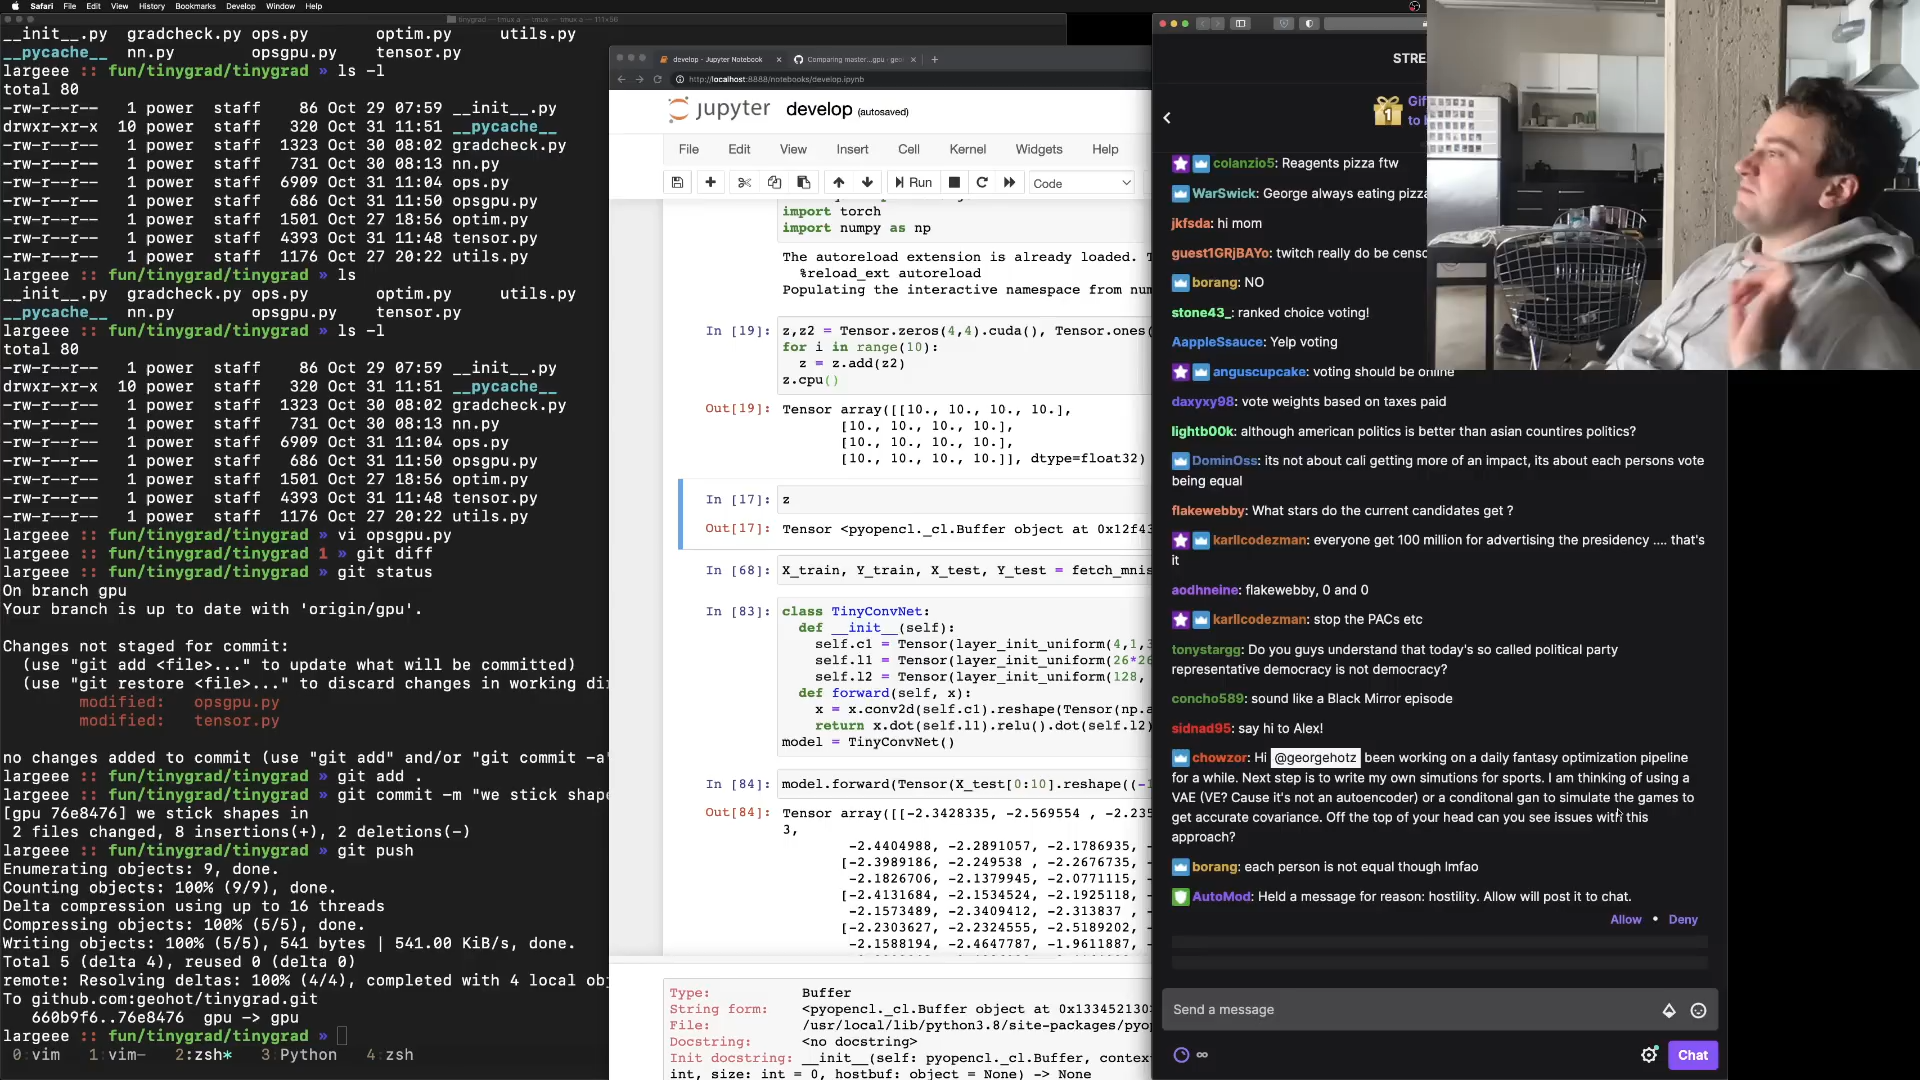 Safari File Edit View History Bookmarks Develop Window Help
tinygrad — tmux a — tmux — tmux a — 111×56
__init__.py gradcheck.py ops.py optim.py utils.py
__pycache__ nn.py opsgpu.py tensor.py
largeee :: fun/tinygrad/tinygrad » ls -l
total 80
-rw-r--r-- 1 power staff 86 Oct 29 07:59 __init__.py
drwxr-xr-x 10 power staff 320 Oct 31 11:51 __pycache__
-rw-r--r-- 1 power staff 1323 Oct 30 08:02 gradcheck.py
-rw-r--r-- 1 power staff 731 Oct 30 08:13 nn.py
-rw-r--r-- 1 power staff 6909 Oct 31 11:04 ops.py
-rw-r--r-- 1 power staff 686 Oct 31 11:50 opsgpu.py
-rw-r--r-- 1 power staff 1501 Oct 27 18:56 optim.py
-rw-r--r-- 1 power staff 4393 Oct 31 11:48 tensor.py
-rw-r--r-- 1 power staff 1176 Oct 27 20:22 utils.py
largeee :: fun/tinygrad/tinygrad » ls
__init__.py gradcheck.py ops.py optim.py utils.py
__pycache__ nn.py opsgpu.py tensor.py
largeee :: fun/tinygrad/tinygrad » ls -l
total 80
-rw-r--r-- 1 power staff 86 Oct 29 07:59 __init__.py
drwxr-xr-x 10 power staff 320 Oct 31 11:51 __pycache__
-rw-r--r-- 1 power staff 1323 Oct 30 08:02 gradcheck.py
-rw-r--r-- 1 power staff 731 Oct 30 08:13 nn.py
-rw-r--r-- 1 power staff 6909 Oct 31 11:04 ops.py
-rw-r--r-- 1 power staff 686 Oct 31 11:50 opsgpu.py
-rw-r--r-- 1 power staff 1501 Oct 27 18:56 optim.py
-rw-r--r-- 1 power staff 4393 Oct 31 11:48 tensor.py
-rw-r--r-- 1 power staff 1176 Oct 27 20:22 utils.py
largeee :: fun/tinygrad/tinygrad » vi opsgpu.py
largeee :: fun/tinygrad/tinygrad 1 » git diff
largeee :: fun/tinygrad/tinygrad » git status
On branch gpu
Your branch is up to date with 'origin/gpu'.
Changes not staged for commit:
(use "git add <file>..." to update what will be committed)
(use "git restore <file>..." to discard changes in working di
modified: opsgpu.py
modified: tensor.py
no changes added to commit (use "git add" and/or "git commit -a"
largeee :: fun/tinygrad/tinygrad » git add .
largeee :: fun/tinygrad/tinygrad » git commit -m "we stick shape
[gpu 76e8476] we stick shapes in
2 files changed, 8 insertions(+), 2 deletions(-)
largeee :: fun/tinygrad/tinygrad » git push
Enumerating objects: 9, done.
Counting objects: 100% (9/9), done.
Delta compression using up to 16 threads
Compressing objects: 100% (5/5), done.
Writing objects: 100% (5/5), 541 bytes | 541.00 KiB/s, done.
Total 5 (delta 4), reused 0 (delta 0)
remote: Resolving deltas: 100% (4/4), completed with 4 local obj
To github.com:geohot/tinygrad.git
660b9f6..76e8476 gpu -> gpu
largeee :: fun/tinygrad/tinygrad »
0:vim 1:vim- 2:zsh* 3:Python 4:zsh
develop - Jupyter Notebook
Comparing master...gpu · geo
http://localhost:8888/notebooks/develop.ipynb
jupyter develop (autosaved)
File Edit View Insert Cell Kernel Widgets Help
Run Code
import torch
import numpy as np
The autoreload extension is already loaded. T
%reload_ext autoreload
Populating the interactive namespace from num
In [19]: z,z2 = Tensor.zeros(4,4).cuda(), Tensor.ones(
for i in range(10):
z = z.add(z2)
z.cpu()
Out[19]: Tensor array([[10., 10., 10., 10.],
[10., 10., 10., 10.],
[10., 10., 10., 10.],
[10., 10., 10., 10.]], dtype=float32)
In [17]: z
Out[17]: Tensor <pyopencl._cl.Buffer object at 0x12f43
In [68]: X_train, Y_train, X_test, Y_test = fetch_mnis
In [83]: class TinyConvNet:
def __init__(self):
self.c1 = Tensor(layer_init_uniform(4,1,3
self.l1 = Tensor(layer_init_uniform(26*26
self.l2 = Tensor(layer_init_uniform(128,
def forward(self, x):
x = x.conv2d(self.c1).reshape(Tensor(np.a
return x.dot(self.l1).relu().dot(self.l2)
model = TinyConvNet()
In [84]: model.forward(Tensor(X_test[0:10].reshape((-1
Out[84]: Tensor array([[-2.3428335, -2.569554 , -2.235
3,
-2.4404988, -2.2891057, -2.1786935, -
[-2.3989186, -2.249538 , -2.2676735, -
-2.1826706, -2.1379945, -2.0771115, -
[-2.4131684, -2.1534524, -2.1925118, -
-2.1573489, -2.3409412, -2.313837 , -
[-2.2303627, -2.2324555, -2.5189202, -
-2.1588194, -2.4647787, -1.9611887, -
Type: Buffer
String form: <pyopencl._cl.Buffer object at 0x133452130>
File: /usr/local/lib/python3.8/site-packages/pyop
Docstring: <no docstring>
Init docstring: __init__(self: pyopencl._cl.Buffer, contex
int, size: int = 0, hostbuf: object = None) -> None
STRE
1 Gif
to b
colanzio5: Reagents pizza ftw
WarSwick: George always eating pizza
jkfsda: hi mom
guest1GRjBAYo: twitch really do be censo
borang: NO
stone43_: ranked choice voting!
AappleSsauce: Yelp voting
anguscupcake: voting should be online
daxyxy98: vote weights based on taxes paid
lightb00k: although american politics is better than asian countires politics?
DominOss: its not about cali getting more of an impact, its about each persons vote
being equal
flakewebby: What stars do the current candidates get ?
karllcodezman: everyone get 100 million for advertising the presidency .... that's
it
aodhneine: flakewebby, 0 and 0
karllcodezman: stop the PACs etc
tonystargg: Do you guys understand that today's so called political party
representative democracy is not democracy?
concho589: sound like a Black Mirror episode
sidnad95: say hi to Alex!
chowzor: Hi @georgehotz been working on a daily fantasy optimization pipeline
for a while. Next step is to write my own simutions for sports. I am thinking of using a
VAE (VE? Cause it's not an autoencoder) or a conditonal gan to simulate the games to
get accurate covariance. Off the top of your head can you see issues with this
approach?
borang: each person is not equal though lmfao
AutoMod: Held a message for reason: hostility. Allow will post it to chat.
Allow • Deny
Send a message
∞
Chat